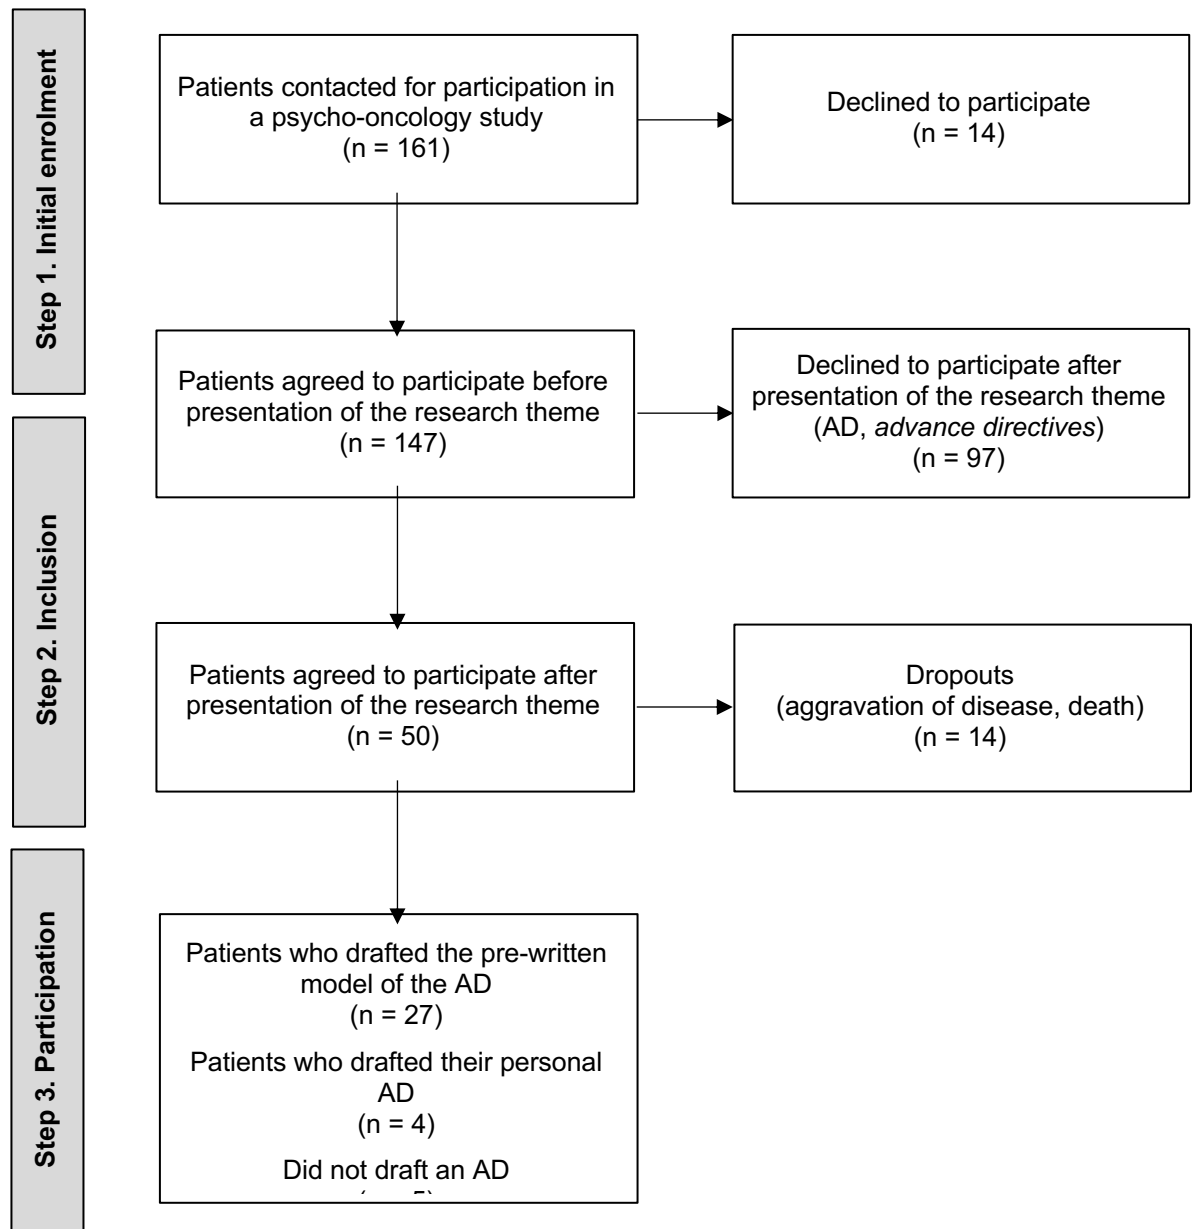 Step 1. Initial enrolment
Patients contacted for participation in
a psycho-oncology study
(n = 161)
Declined to participate
(n = 14)
Patients agreed to participate before
presentation of the research theme
(n = 147)
Declined to participate after
presentation of the research theme
(AD, advance directives)
(n = 97)
Step 2. Inclusion
Patients agreed to participate after
presentation of the research theme
(n = 50)
Dropouts
(aggravation of disease, death)
(n = 14)
Step 3. Participation
Patients who drafted the pre-written
model of the AD
(n = 27)
Patients who drafted their personal
AD
(n = 4)
Did not draft an AD